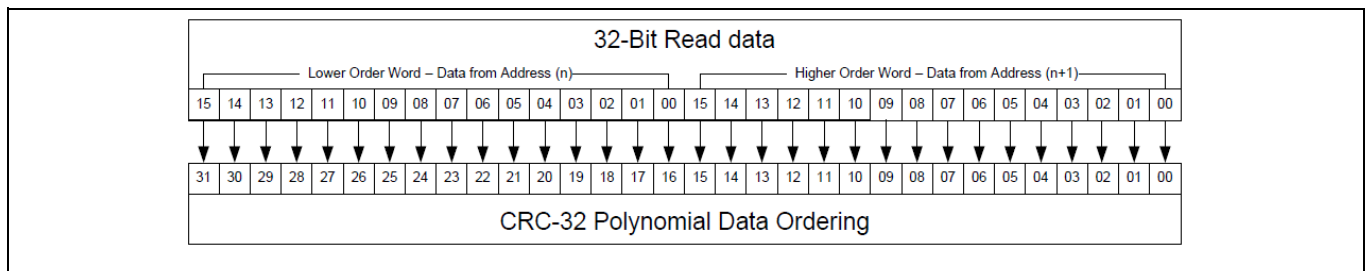 32-Bit Read data
Lower Order Word – Data from Address (n) Higher Order Word – Data from Address (n+1)
15 14 13 12 11 10 09 08 07 06 05 04 03 02 01 00 15 14 13 12 11 10 09 08 07 06 05 04 03 02 01 00
31 30 29 28 27 26 25 24 23 22 21 20 19 18 17 16 15 14 13 12 11 10 09 08 07 06 05 04 03 02 01 00
CRC-32 Polynomial Data Ordering